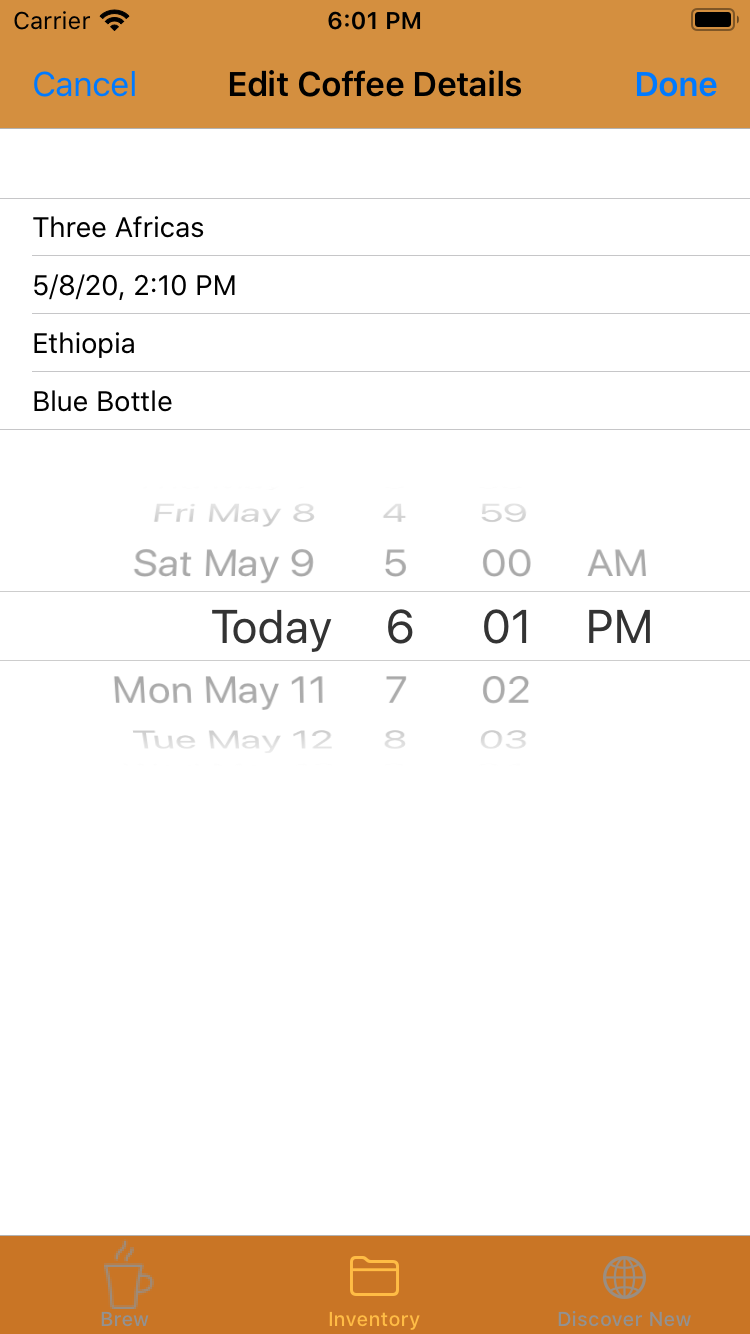 Carrier 6:01 PM
Cancel Edit Coffee Details Done
Three Africas
5/8/20, 2:10 PM
Ethiopia
Blue Bottle
Fri May 8 4 59
Sat May 9 5 00 AM
Today 6 01 PM
Mon May 11 7 02
Tue May 12 8 03
Brew Inventory Discover New